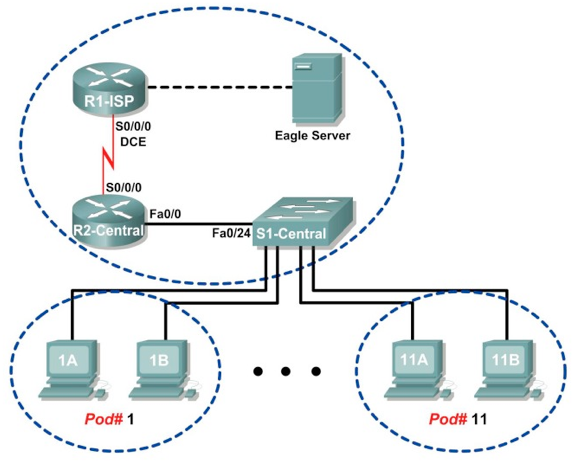 R1-ISP
S0/0/0
DCE
Eagle Server
S0/0/0
R2-Central
Fa0/0
Fa0/24
S1-Central
1A
1B
11A
11B
Pod# 1
Pod# 11